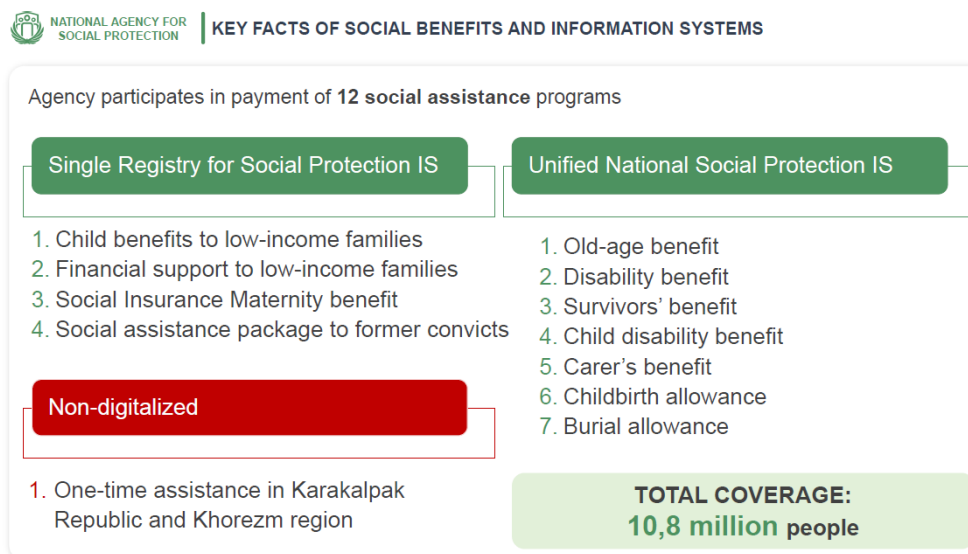 NATIONAL AGENCY FOR
SOCIAL PROTECTION
KEY FACTS OF SOCIAL BENEFITS AND INFORMATION SYSTEMS
Agency participates in payment of 12 social assistance programs
Single Registry for Social Protection IS
1. Child benefits to low-income families
2. Financial support to low-income families
3. Social Insurance Maternity benefit
4. Social assistance package to former convicts
Non-digitalized
1. One-time assistance in Karakalpak
Republic and Khorezm region
Unified National Social Protection IS
1. Old-age benefit
2. Disability benefit
3. Survivors’ benefit
4. Child disability benefit
5. Carer’s benefit
6. Childbirth allowance
7. Burial allowance
TOTAL COVERAGE:
10,8 million people